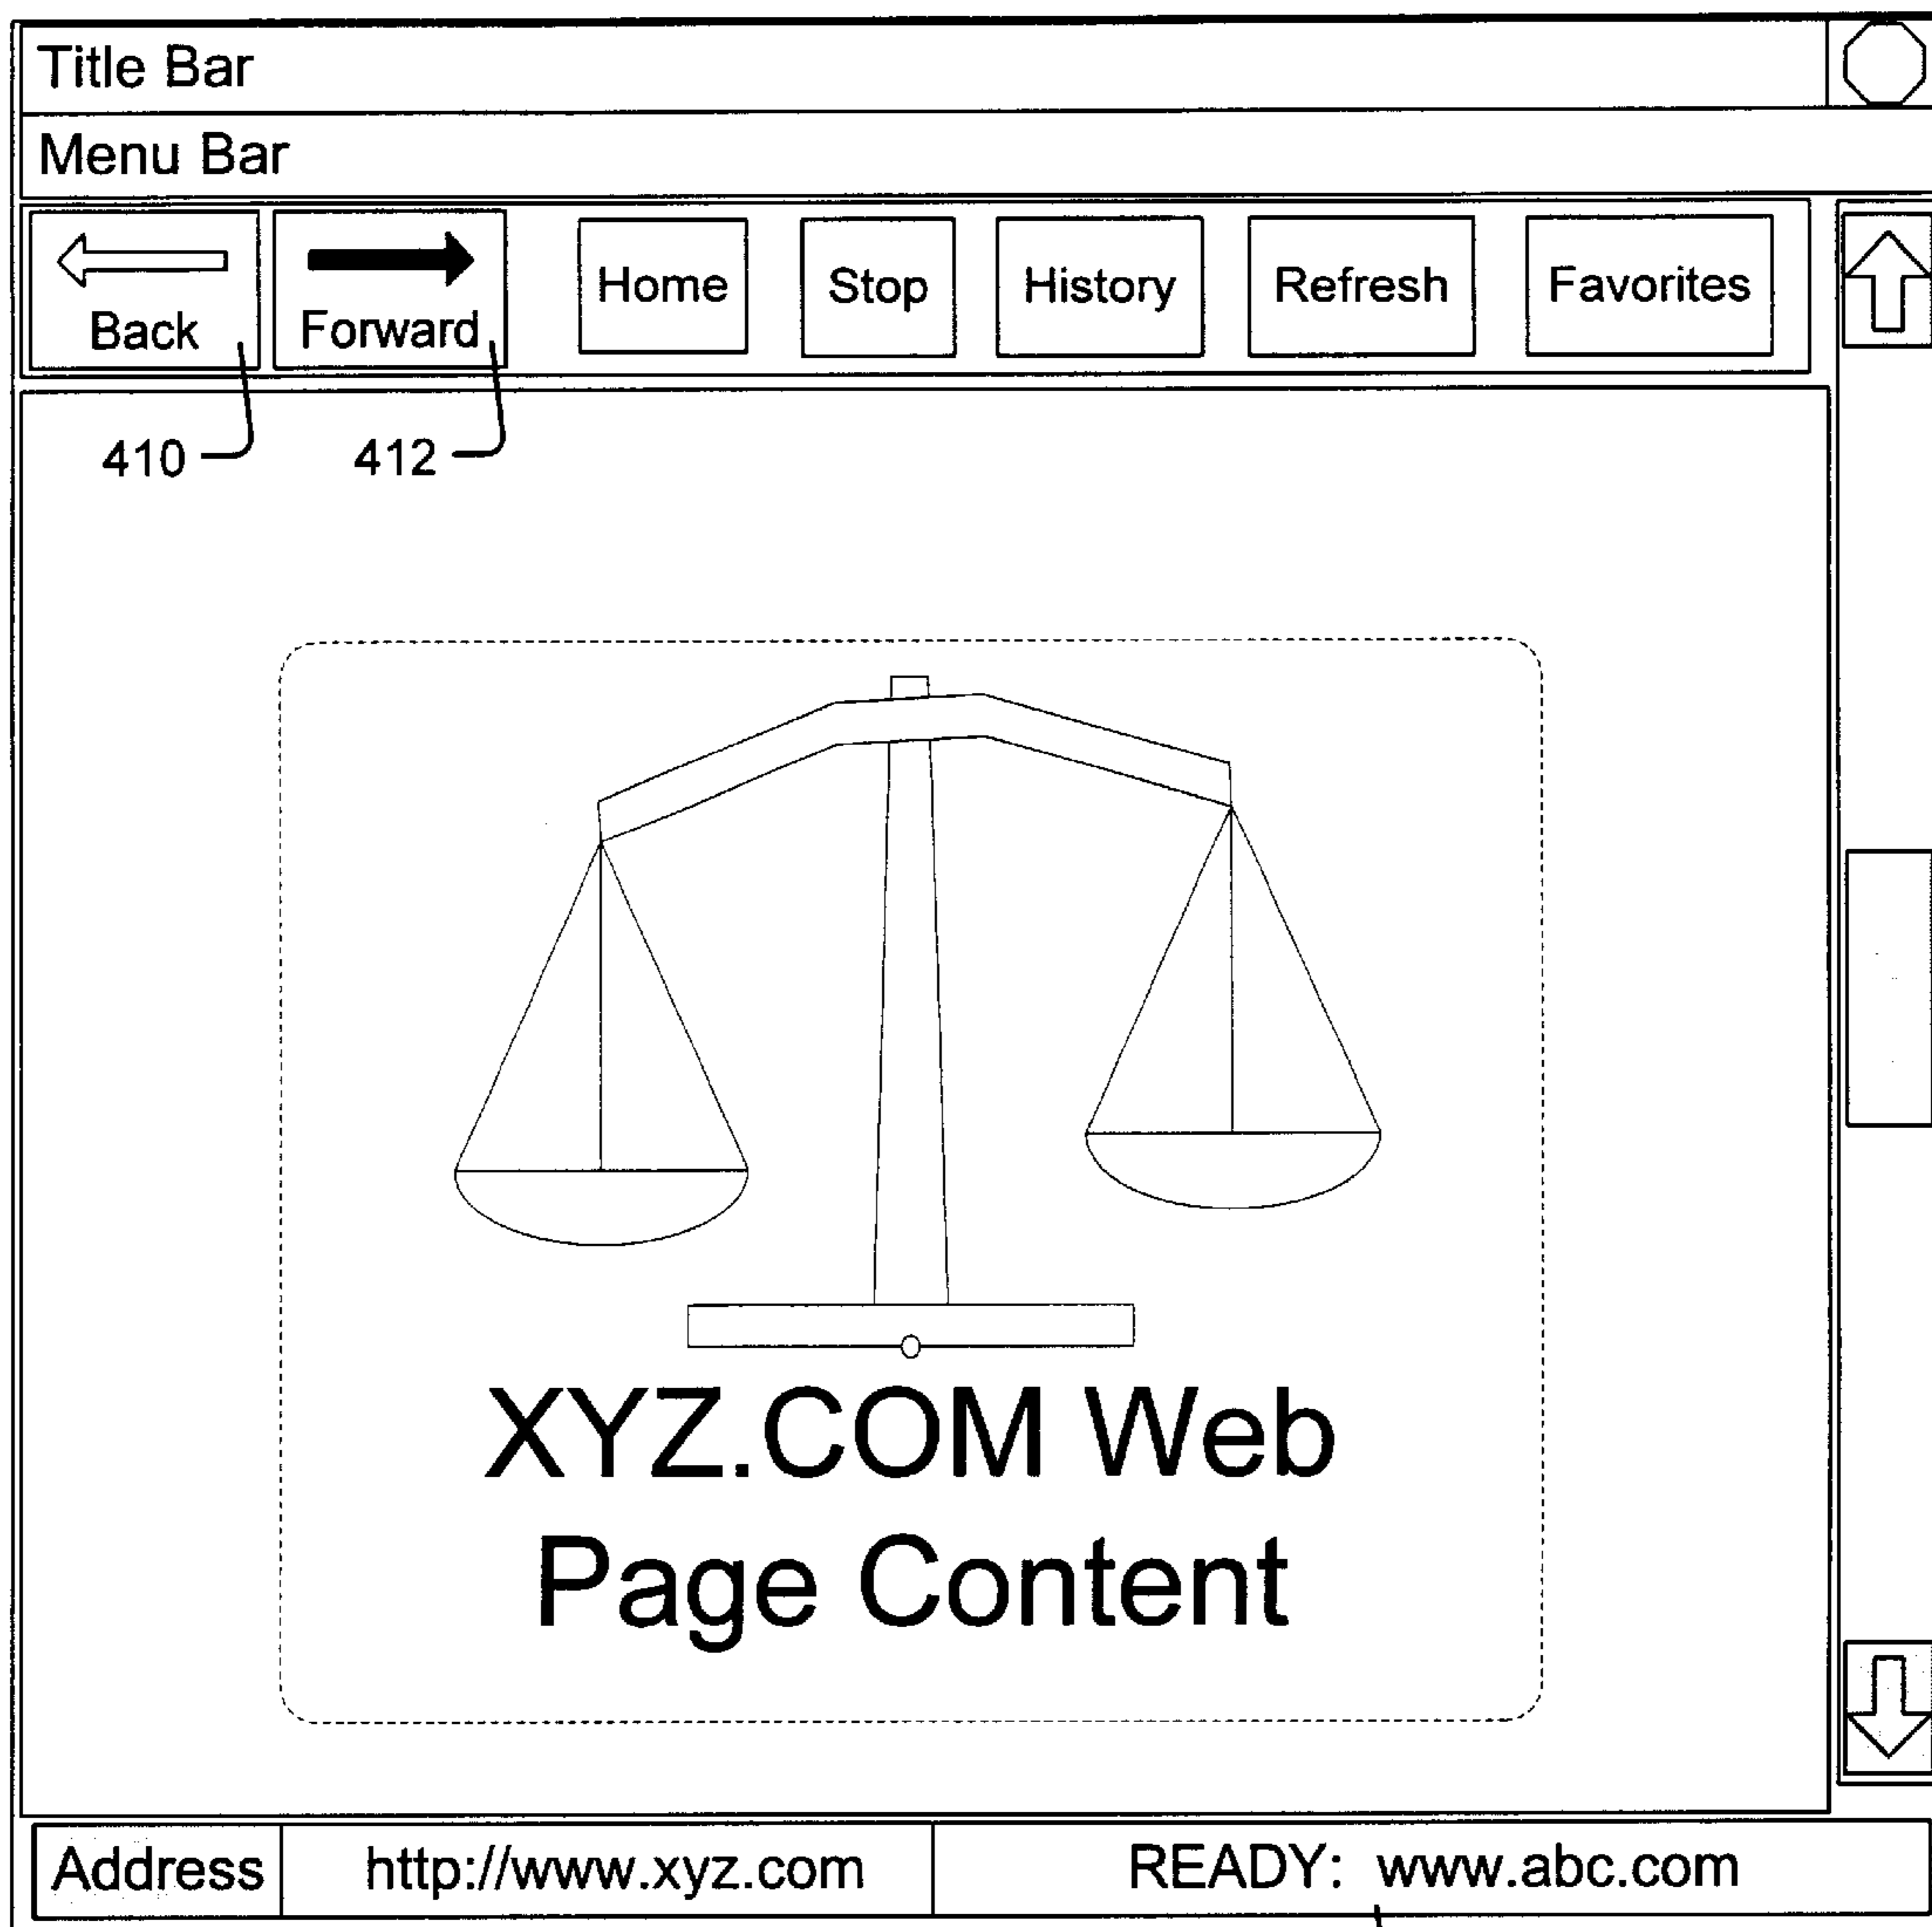 Title Bar
Menu Bar
Back
Forward
Home
Stop
History
Refresh
Favorites
410
412
XYZ.COM Web
Page Content
Address
http://www.xyz.com
READY: www.abc.com